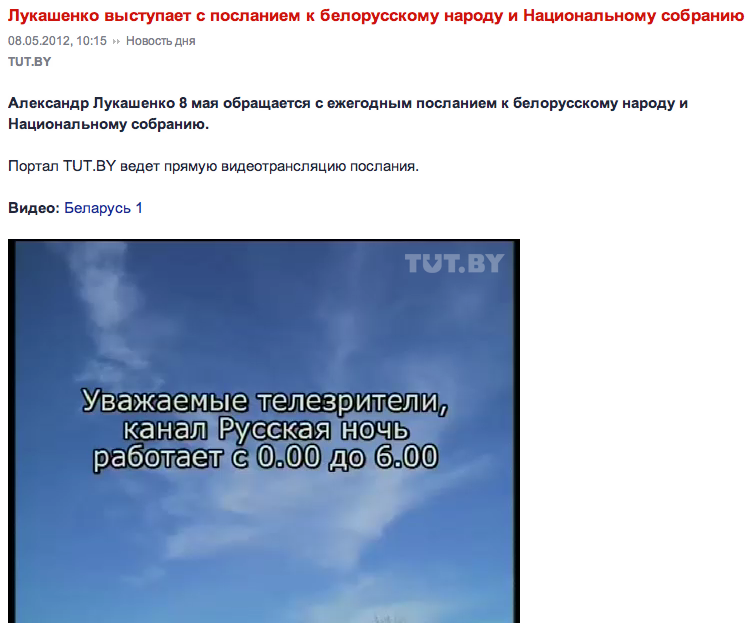 Лукашенко выступает с посланием к белорусскому народу и Национальному собранию
08.05.2012, 10:15 ›› Новость дня
TUT.BY
Александр Лукашенко 8 мая обращается с ежегодным посланием к белорусскому народу и
Национальному собранию.
Портал TUT.BY ведет прямую видеотрансляцию послания.
Видео: Беларусь 1
TUT.BY
Уважаемые телезрители,
канал Русская ночь
работает с 0.00 до 6.00